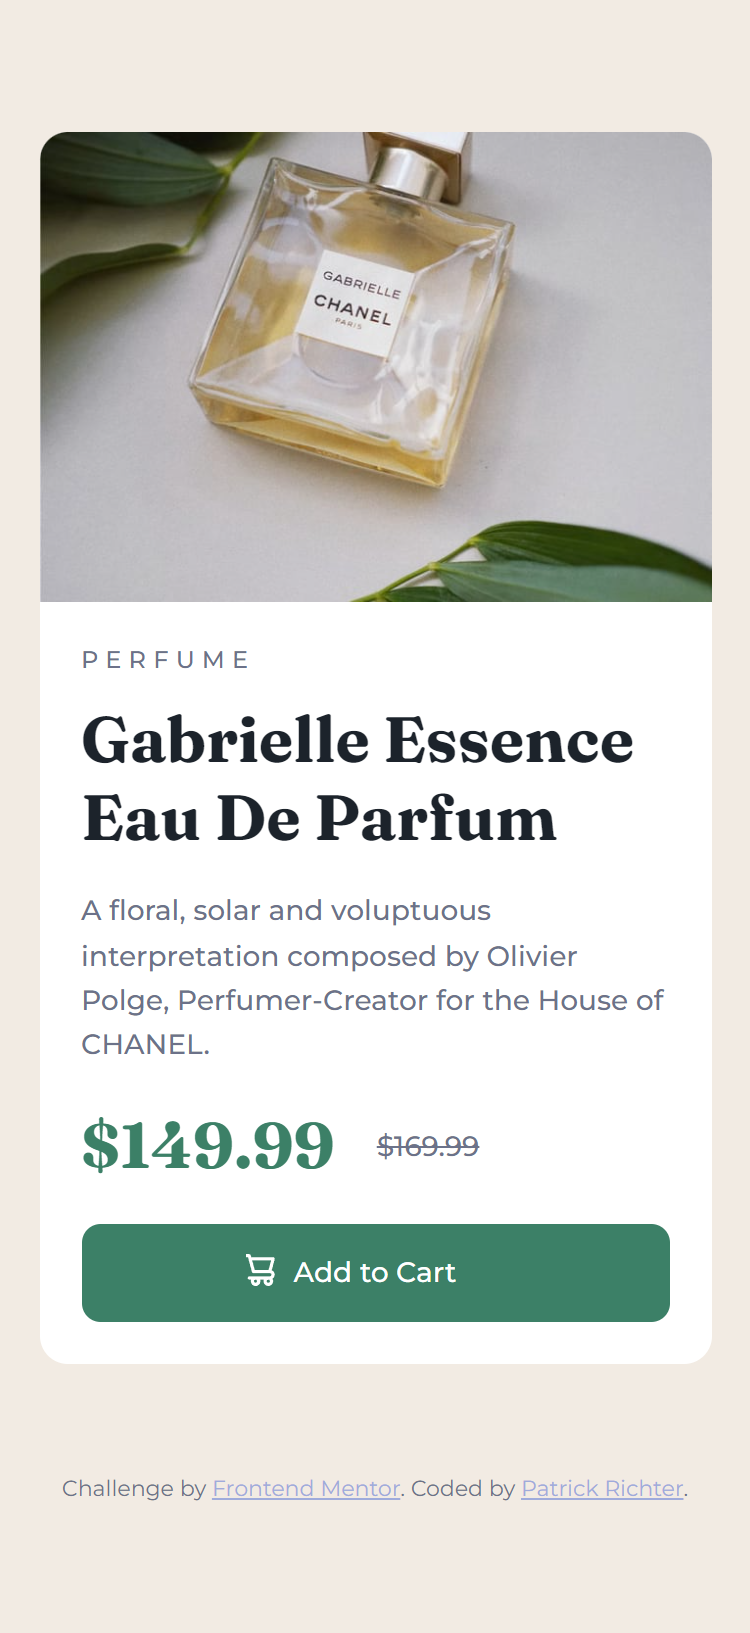 GABRIELLE
CHANEL
PARIS
PERFUME
Gabrielle Essence
Eau De Parfum
A floral, solar and voluptuous
interpretation composed by Olivier
Polge, Perfumer-Creator for the House of
CHANEL.
$149.99 $169.99
Add to Cart
Challenge by Frontend Mentor. Coded by Patrick Richter.